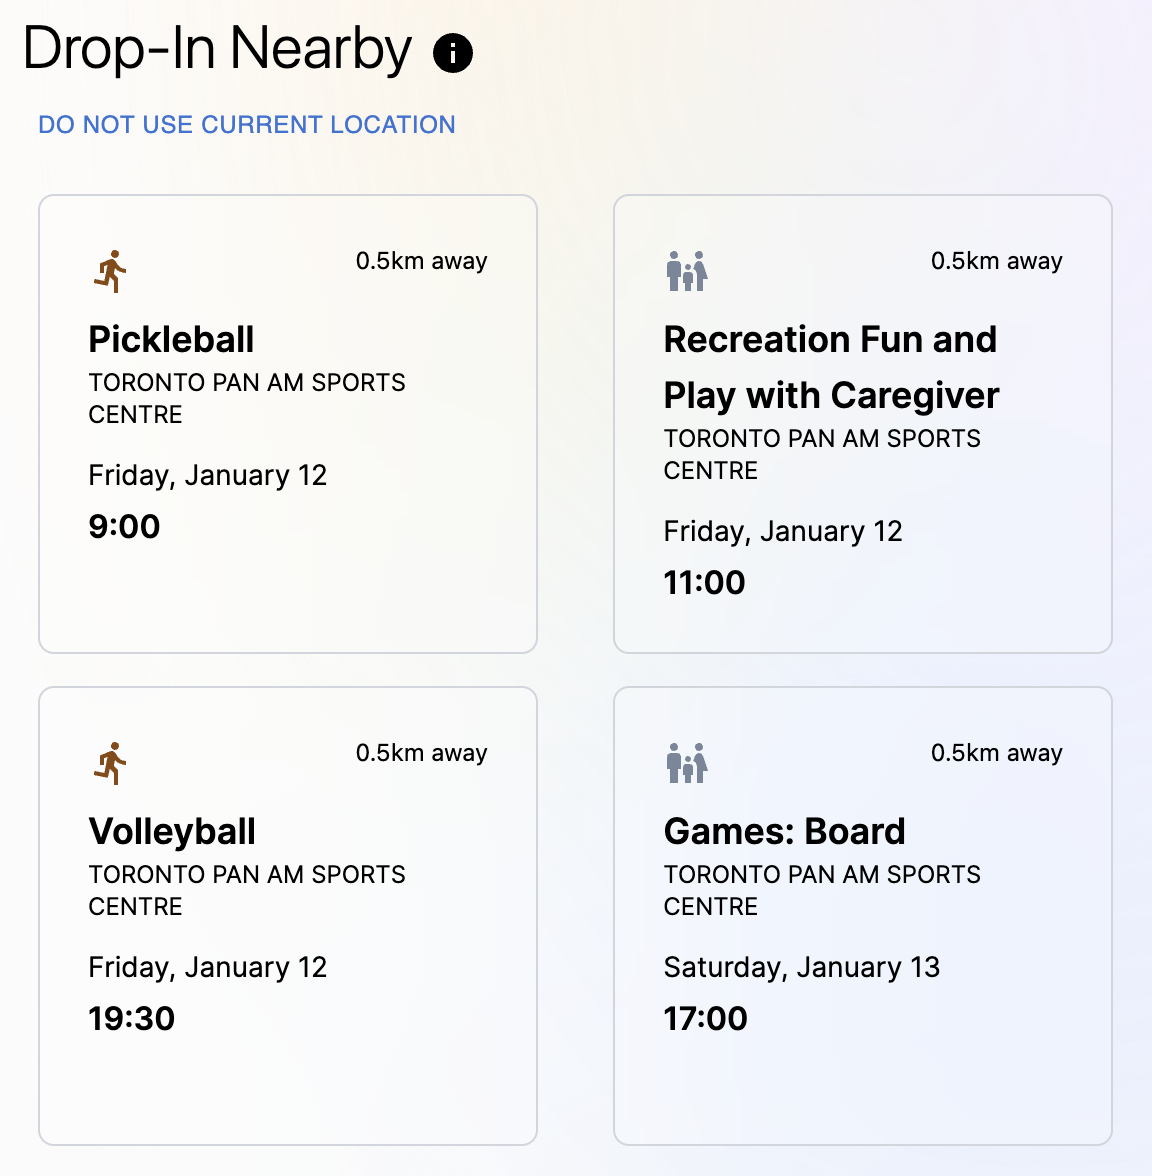 Drop-In Nearby
DO NOT USE CURRENT LOCATION
0.5km away
Pickleball
TORONTO PAN AM SPORTS
CENTRE
Friday, January 12
9:00
0.5km away
Recreation Fun and
Play with Caregiver
TORONTO PAN AM SPORTS
CENTRE
Friday, January 12
11:00
0.5km away
Volleyball
TORONTO PAN AM SPORTS
CENTRE
Friday, January 12
19:30
0.5km away
Games: Board
TORONTO PAN AM SPORTS
CENTRE
Saturday, January 13
17:00